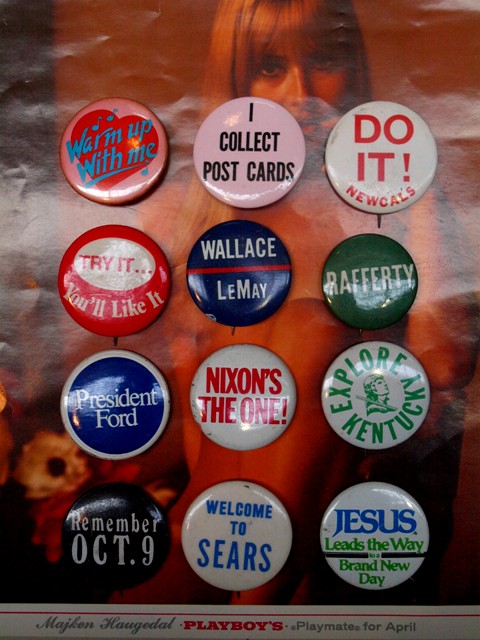 Warm up
With me
I
COLLECT
POST CARDS
DO
IT!
NEWCALS
TRY IT...
You'll Like It
WALLACE
LEMAY
RAFFERTY
President
Ford
NIXON'S
THE ONE!
EXPLORE
KENTUCKY
Remember
OCT.9
WELCOME
TO
SEARS
JESUS
Leads the Way
to a
Brand New
Day
Majken Haugedal · PLAYBOY'S · Playmate® for April